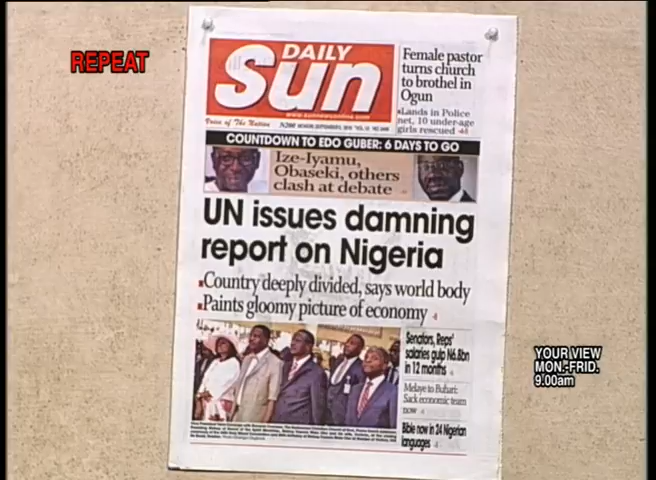 REPEAT
DAILY
Sun
www.sunnewsonline.com
Voice of The Nation
Female pastor
turns church
to brothel in
Ogun
Lands in Police
net, 10 under-age
girls rescued
COUNTDOWN TO EDO GUBER: 6 DAYS TO GO
Ize-Iyamu,
Obaseki, others
clash at debate
UN issues damning
report on Nigeria
Country deeply divided, says world body
Paints gloomy picture of economy
Senators, Reps'
salaries gulp N6.8bn
in 12 months
Melaye to Buhari:
Sack economic team
now
Bible now in 24 Nigerian
languages
YOUR VIEW
MON.-FRID.
9.00am